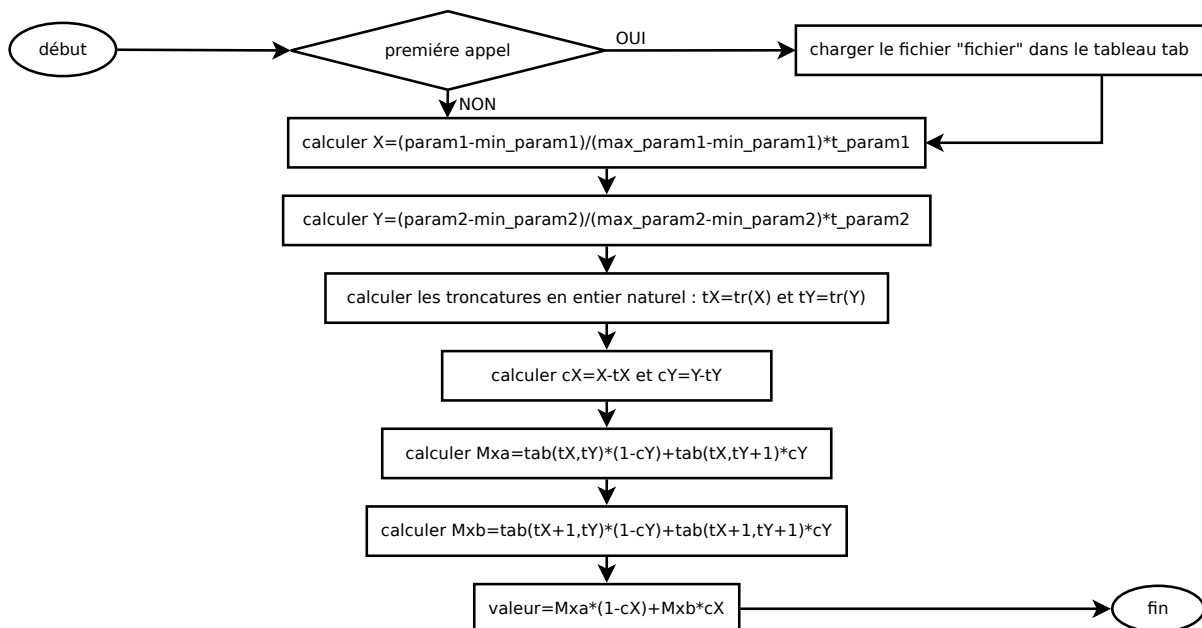 début
premiére appel
OUI
charger le fichier "fichier" dans le tableau tab
NON
calculer X=(param1-min_param1)/(max_param1-min_param1)*t_param1
calculer Y=(param2-min_param2)/(max_param2-min_param2)*t_param2
calculer les troncatures en entier naturel : tX=tr(X) et tY=tr(Y)
calculer cX=X-tX et cY=Y-tY
calculer Mxa=tab(tX,tY)*(1-cY)+tab(tX,tY+1)*cY
calculer Mxb=tab(tX+1,tY)*(1-cY)+tab(tX+1,tY+1)*cY
valeur=Mxa*(1-cX)+Mxb*cX
fin